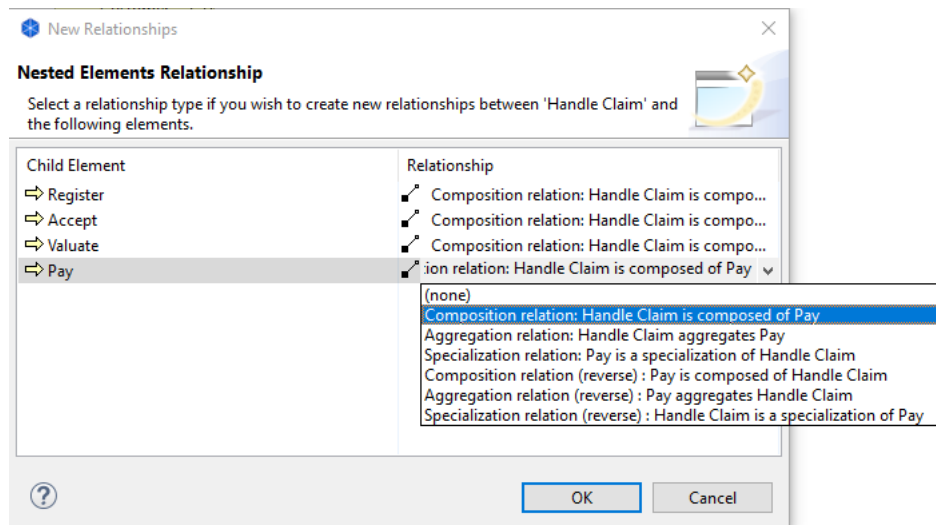 New Relationships
Nested Elements Relationship
Select a relationship type if you wish to create new relationships between 'Handle Claim' and
the following elements.
Child Element
Relationship
Register
Composition relation: Handle Claim is compo...
Accept
Composition relation: Handle Claim is compo...
Valuate
Composition relation: Handle Claim is compo...
Pay
ion relation: Handle Claim is composed of Pay
(none)
Composition relation: Handle Claim is composed of Pay
Aggregation relation: Handle Claim aggregates Pay
Specialization relation: Pay is a specialization of Handle Claim
Composition relation (reverse) : Pay is composed of Handle Claim
Aggregation relation (reverse) : Pay aggregates Handle Claim
Specialization relation (reverse) : Handle Claim is a specialization of Pay
?
OK
Cancel